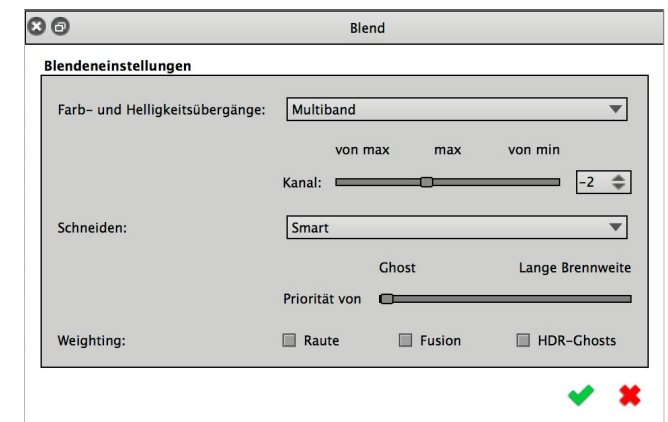 Blend
Blendeneinstellungen
Farb- und Helligkeitsübergänge: Multiband
von max max von min
Kanal: -2
Schneiden: Smart
Ghost Lange Brennweite
Priorität von
Weighting: Raute Fusion HDR-Ghosts